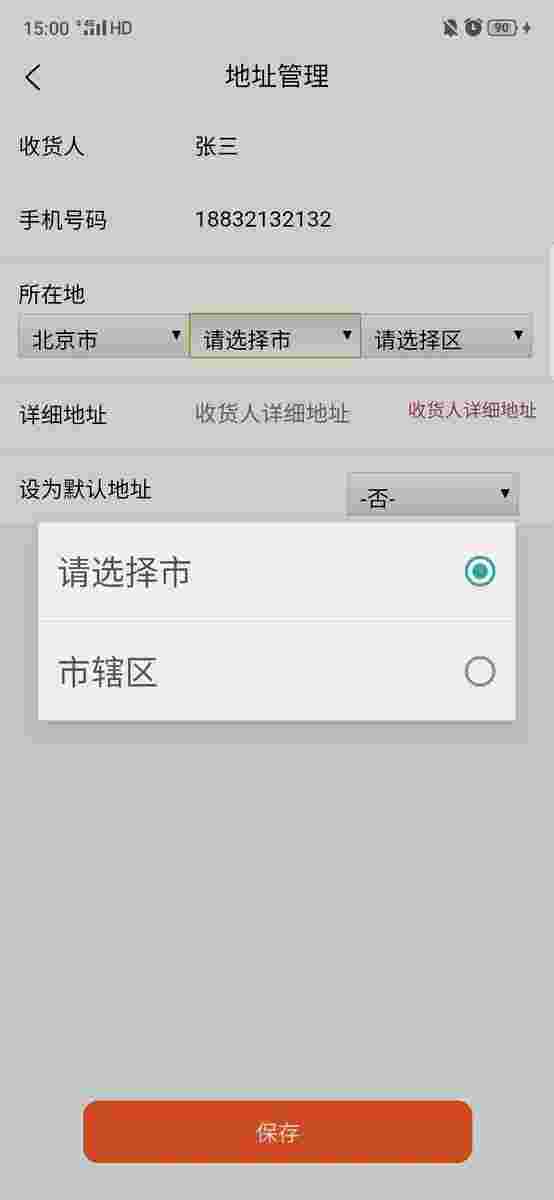 15:00 HD 90
地址管理
收货人 张三
手机号码 18832132132
所在地
北京市 请选择市 请选择区
详细地址 收货人详细地址 收货人详细地址
设为默认地址 -否-
请选择市
市辖区
保存